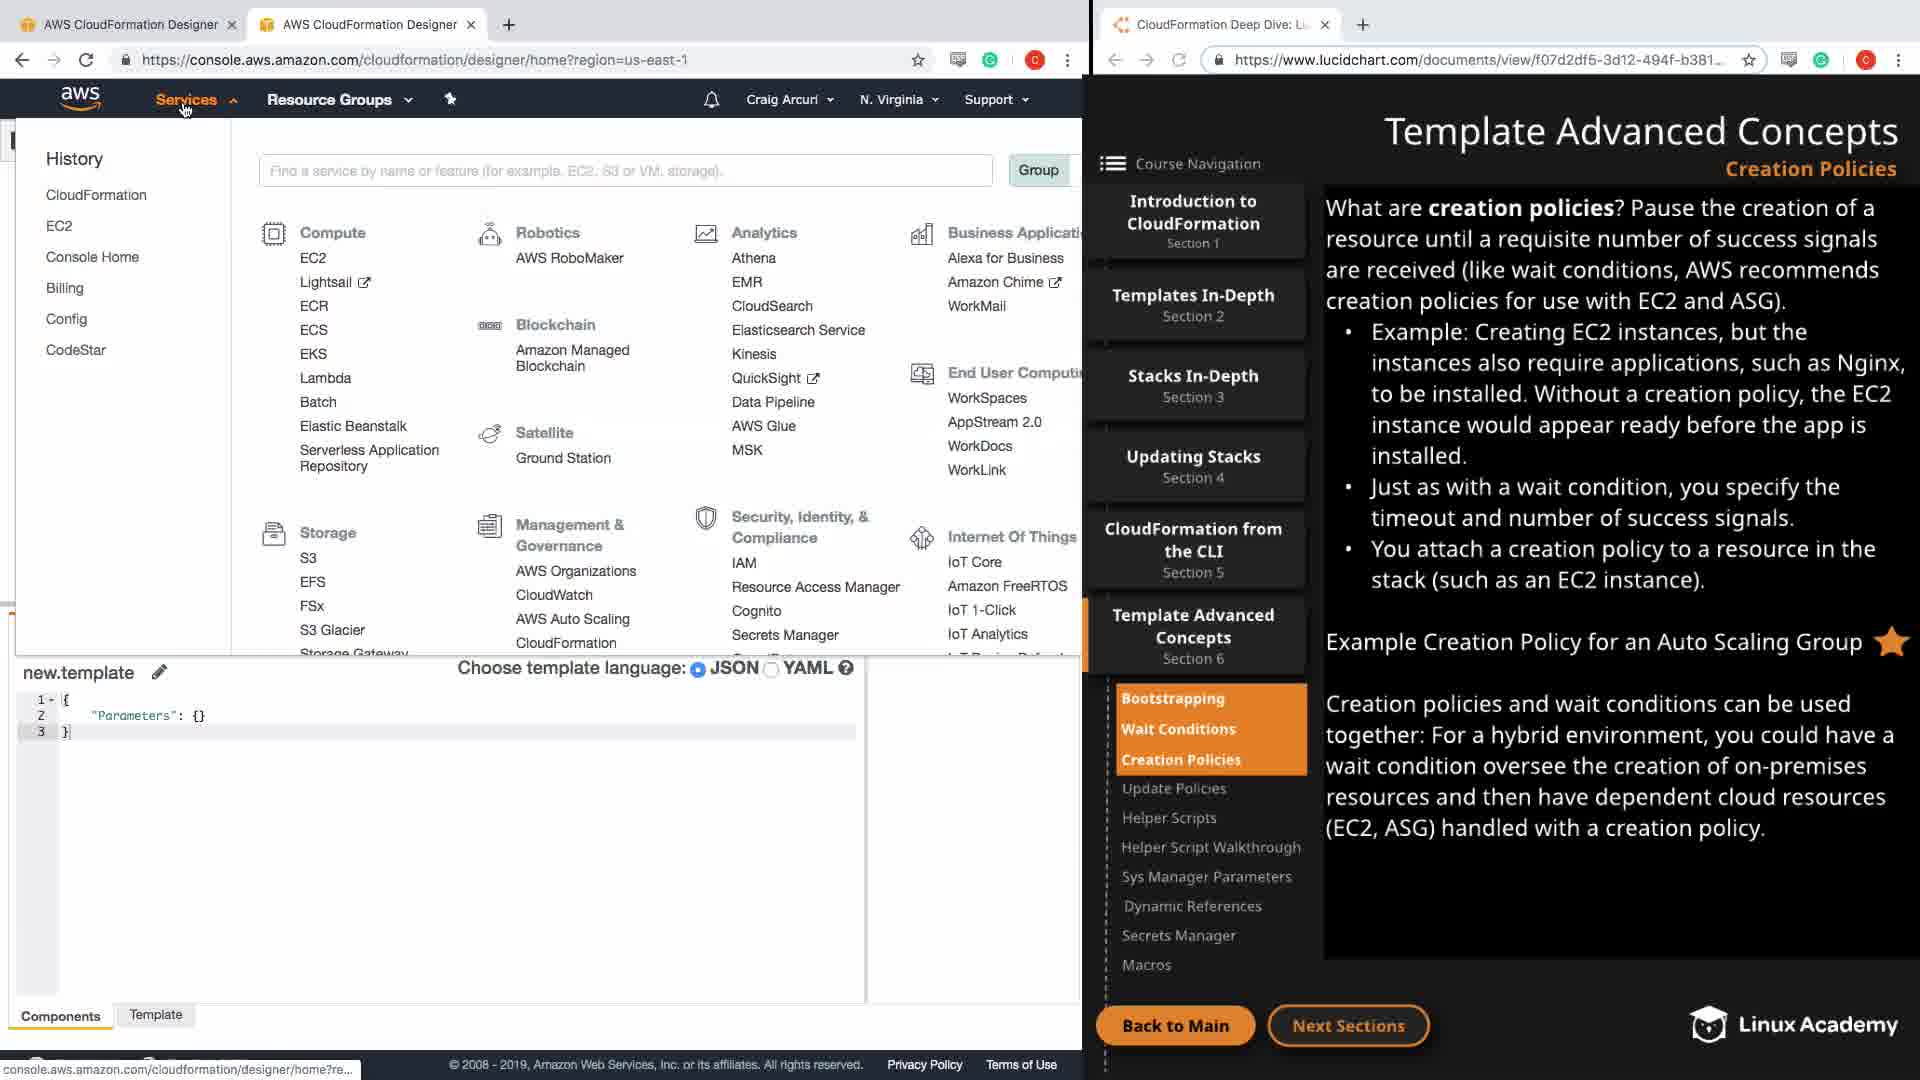 AWS CloudFormation Designer
AWS CloudFormation Designer
https://console.aws.amazon.com/cloudformation/designer/home?region=us-east-1
aws
Services
Resource Groups
Craig Arcuri
N. Virginia
Support
History
CloudFormation
EC2
Console Home
Billing
Config
CodeStar
Find a service by name or feature (for example, EC2, S3 or VM, storage).
Group
Compute
EC2
Lightsail
ECR
ECS
EKS
Lambda
Batch
Elastic Beanstalk
Serverless Application
Repository
Storage
S3
EFS
FSx
S3 Glacier
Storage Gateway
Robotics
AWS RoboMaker
Blockchain
Amazon Managed
Blockchain
Satellite
Ground Station
Management &
Governance
AWS Organizations
CloudWatch
AWS Auto Scaling
CloudFormation
Analytics
Athena
EMR
CloudSearch
Elasticsearch Service
Kinesis
QuickSight
Data Pipeline
AWS Glue
MSK
Security, Identity, &
Compliance
IAM
Resource Access Manager
Cognito
Secrets Manager
Business Applicati
Alexa for Business
Amazon Chime
WorkMail
End User Computi
WorkSpaces
AppStream 2.0
WorkDocs
WorkLink
Internet Of Things
IoT Core
Amazon FreeRTOS
IoT 1-Click
IoT Analytics
new.template
Choose template language: JSON YAML
1 {
2 "Parameters": {}
3 }
Components
Template
console.aws.amazon.com/cloudformation/designer/home?re...
© 2008 - 2019, Amazon Web Services, Inc. or its affiliates. All rights reserved.
Privacy Policy
Terms of Use
CloudFormation Deep Dive: Lu
https://www.lucidchart.com/documents/view/f07d2df5-3d12-494f-b381...
Template Advanced Concepts
Creation Policies
Course Navigation
Introduction to
CloudFormation
Section 1
Templates In-Depth
Section 2
Stacks In-Depth
Section 3
Updating Stacks
Section 4
CloudFormation from
the CLI
Section 5
Template Advanced
Concepts
Section 6
Bootstrapping
Wait Conditions
Creation Policies
Update Policies
Helper Scripts
Helper Script Walkthrough
Sys Manager Parameters
Dynamic References
Secrets Manager
Macros
What are creation policies? Pause the creation of a
resource until a requisite number of success signals
are received (like wait conditions, AWS recommends
creation policies for use with EC2 and ASG).
• Example: Creating EC2 instances, but the
instances also require applications, such as Nginx,
to be installed. Without a creation policy, the EC2
instance would appear ready before the app is
installed.
• Just as with a wait condition, you specify the
timeout and number of success signals.
• You attach a creation policy to a resource in the
stack (such as an EC2 instance).
Example Creation Policy for an Auto Scaling Group
Creation policies and wait conditions can be used
together: For a hybrid environment, you could have a
wait condition oversee the creation of on-premises
resources and then have dependent cloud resources
(EC2, ASG) handled with a creation policy.
Back to Main
Next Sections
Linux Academy